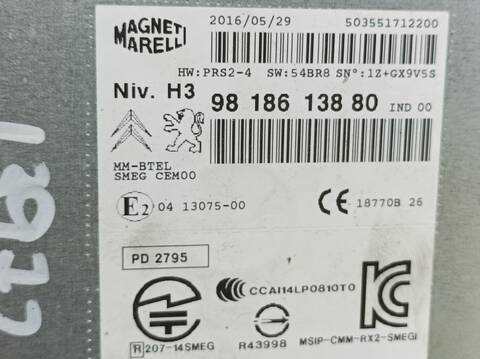 MAGNETI
MARELLI
2016/05/29 503551712200
HW:PRS2-4 SW:54BR8 SN°:1Z+GX9V5S
Niv. H3 98 186 138 80 IND 00
MM-BTEL
SMEG CEM00
E2 04 13075-00 CE 18770B 26
PD 2795
CCAI14LP0810T0
R 207-14SMEG R43998 MSIP-CMM-RX2-SMEGI